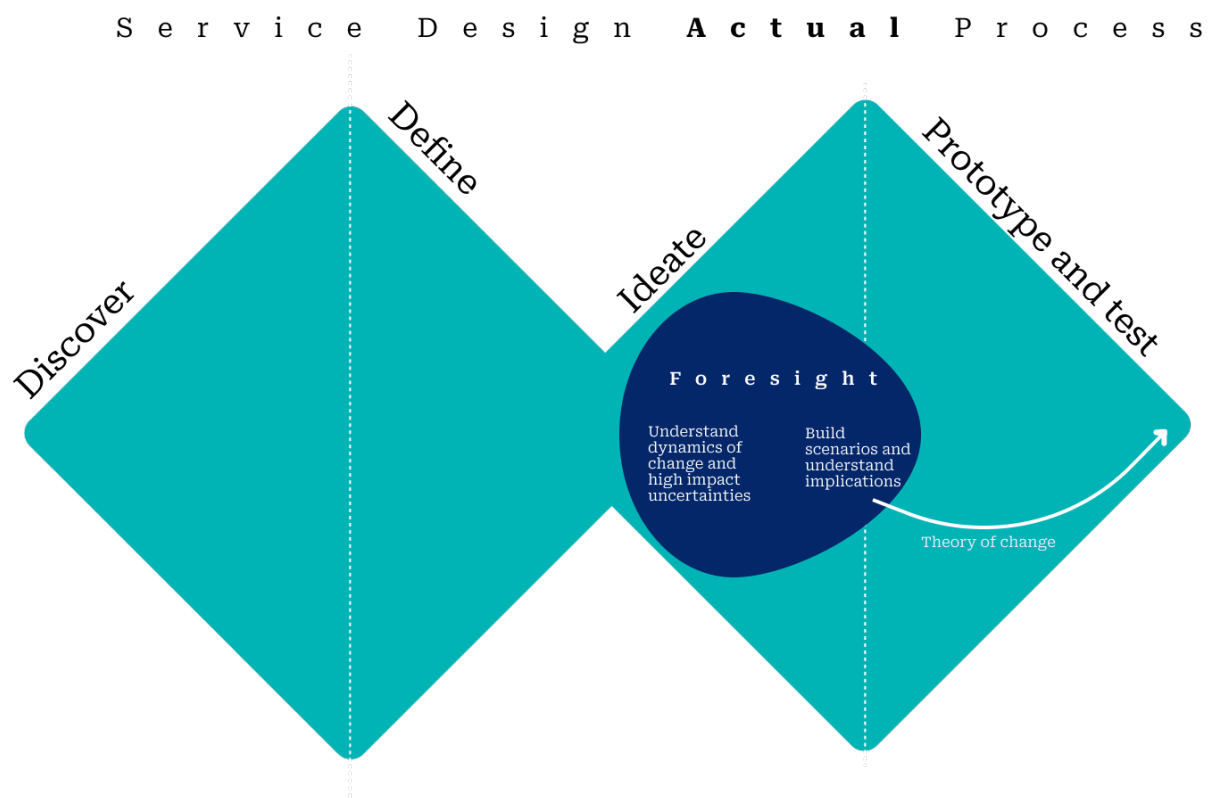 Service Design Actual Process
Discover
Define
Ideate
Prototype and test
Foresight
Understand
dynamics of
change and
high impact
uncertainties
Build
scenarios and
understand
implications
Theory of change